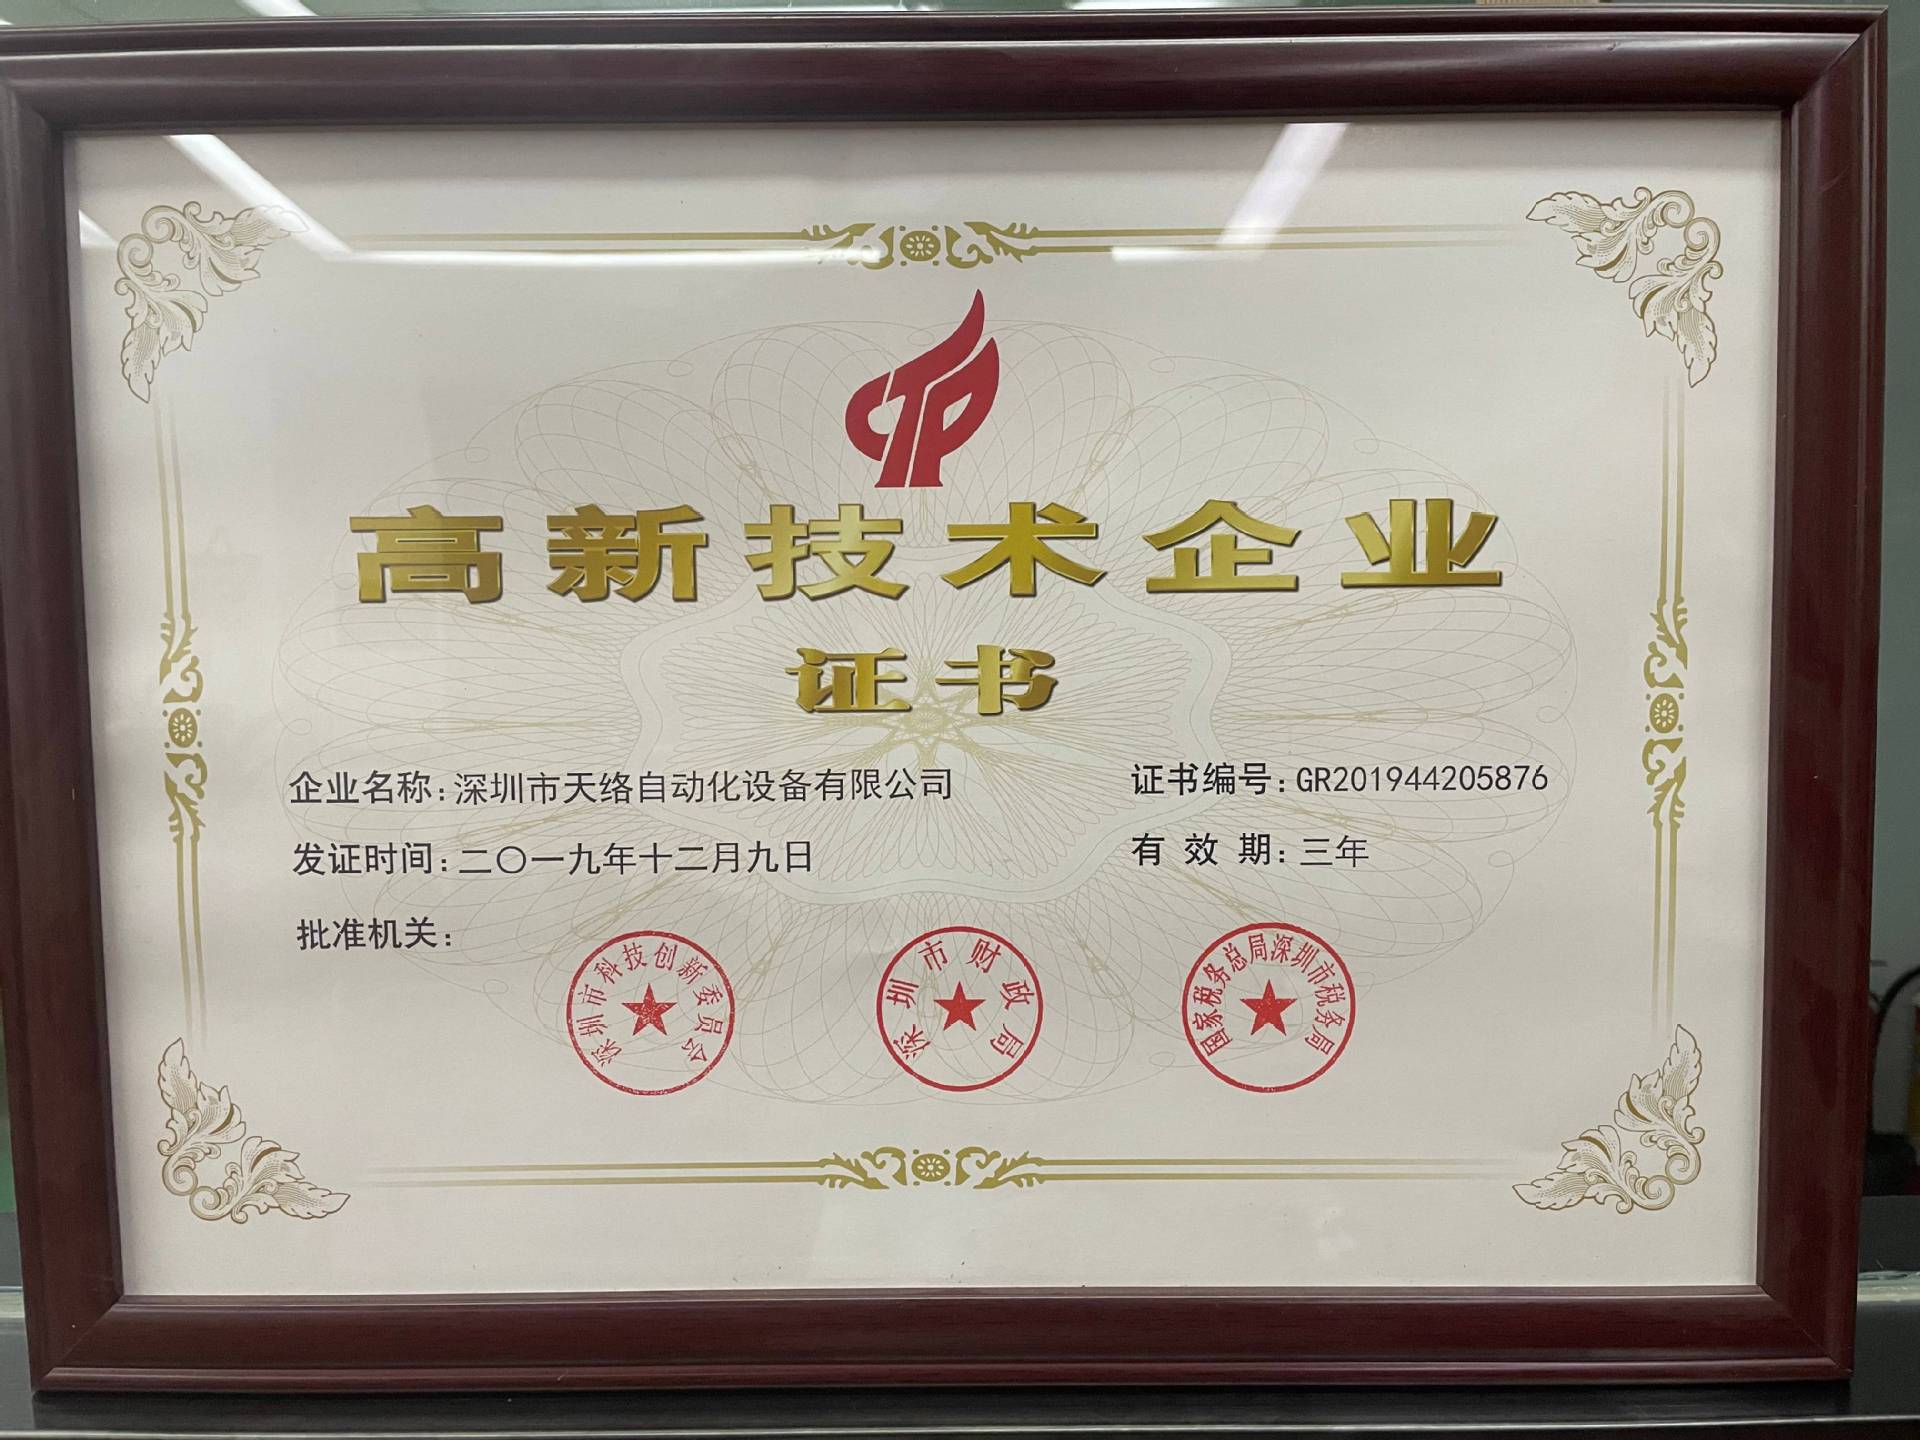 高新技术企业
证书
企业名称:深圳市天络自动化设备有限公司
证书编号:GR201944205876
发证时间:二〇一九年十二月九日
有效期:三年
批准机关:
深圳市科技创新委员会
深圳市财政局
国家税务总局深圳市税务局